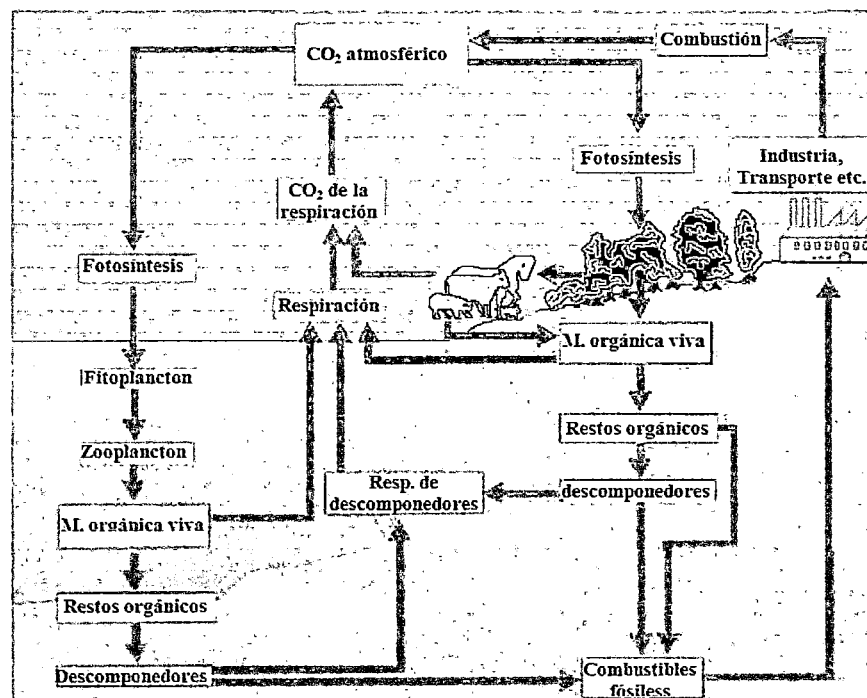 CO₂ atmosférico
Combustión
Fotosíntesis
Industria,
Transporte etc.
CO₂ de la
respiración
Fotosíntesis
Respiración
M. orgánica viva
Fitoplancton
Restos orgánicos
Zooplancton
Resp. de
descomponedores
descomponedores
M. orgánica viva
Restos orgánicos
Descomponedores
Combustibles
fósiless